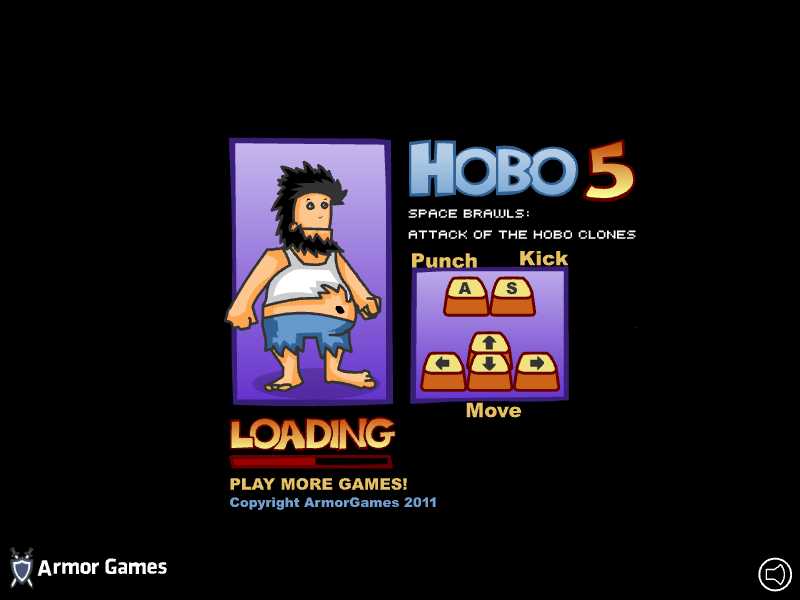 HOBO 5
SPACE BRAWLS:
ATTACK OF THE HOBO CLONES
Punch Kick
A S
Move
LOADING
PLAY MORE GAMES!
Copyright ArmorGames 2011
Armor Games